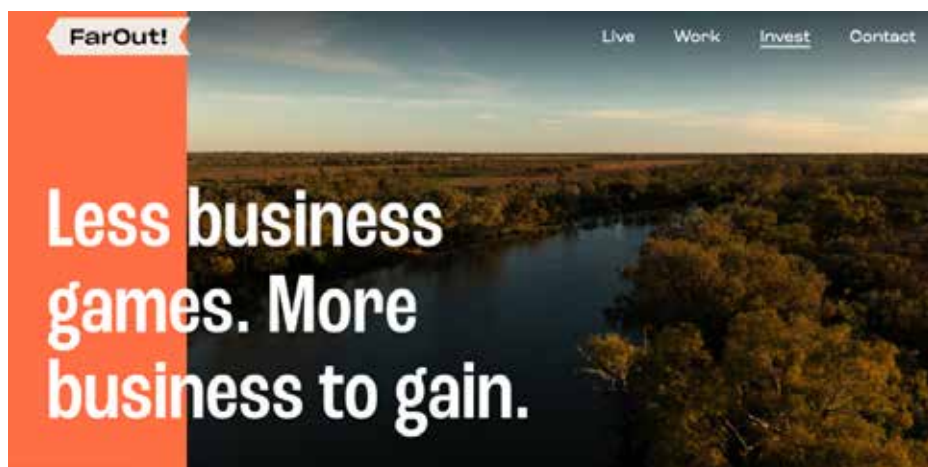 FarOut!
Live Work Invest Contact
Less business
games. More
business to gain.